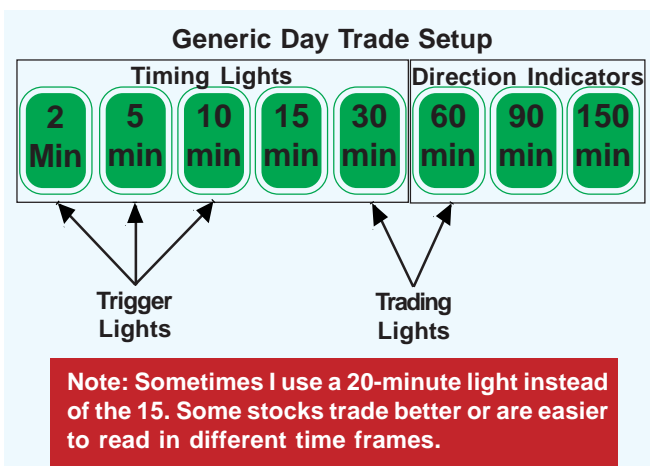 Generic Day Trade Setup
Timing Lights
Direction Indicators
2 Min
5 min
10 min
15 min
30 min
60 min
90 min
150 min
Trigger
Lights
Trading
Lights
Note: Sometimes I use a 20-minute light instead
of the 15. Some stocks trade better or are easier
to read in different time frames.